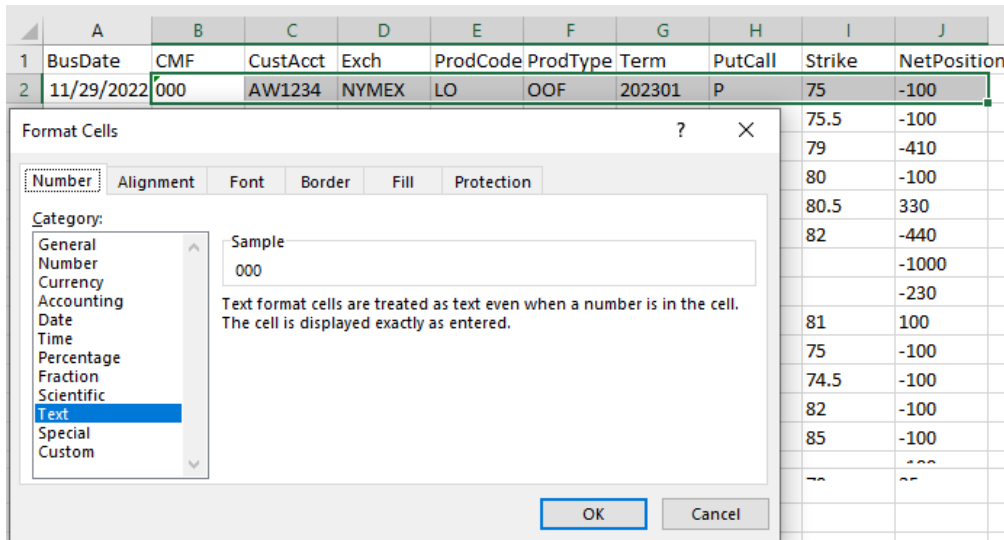 A B C D E F G H I J
1 BusDate CMF CustAcct Exch ProdCode ProdType Term PutCall Strike NetPosition
2 11/29/2022 000 AW1234 NYMEX LO OOF 202301 P 75 -100
Format Cells ? X
75.5 -100
79 -410
Number Alignment Font Border Fill Protection
80 -100
80.5 330
Category:
82 -440
General
Number
Currency
Accounting
Date
Time
Percentage
Fraction
Scientific
Text
Special
Custom
Sample
000
Text format cells are treated as text even when a number is in the cell.
The cell is displayed exactly as entered.
-1000
-230
81 100
75 -100
74.5 -100
82 -100
85 -100
OK Cancel